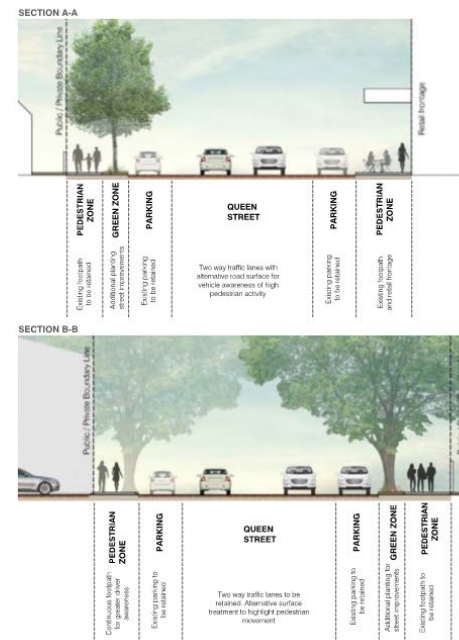 SECTION A-A
Public / Private Boundary Line
Retail frontage
PEDESTRIAN
ZONE
GREEN ZONE
PARKING
QUEEN
STREET
PARKING
PEDESTRIAN
ZONE
Existing footpath
to be retained
Additional planting
street improvements
Existing parking
to be retained
Two way traffic lanes with
alternative road surface for
vehicle awareness of high
pedestrian activity
Existing parking
to be retained
Existing footpath
and retail frontage
SECTION B-B
Public / Private Boundary Line
PEDESTRIAN
ZONE
PARKING
QUEEN
STREET
PARKING
GREEN ZONE
PEDESTRIAN
ZONE
Continuous footpath
for greater driver
awareness
Existing parking to
be retained
Two way traffic lanes to be
retained. Alternative surface
treatment to highlight pedestrian
movement
Existing parking to
be retained
Additional planting for
street improvements
Existing footpath to
be retained